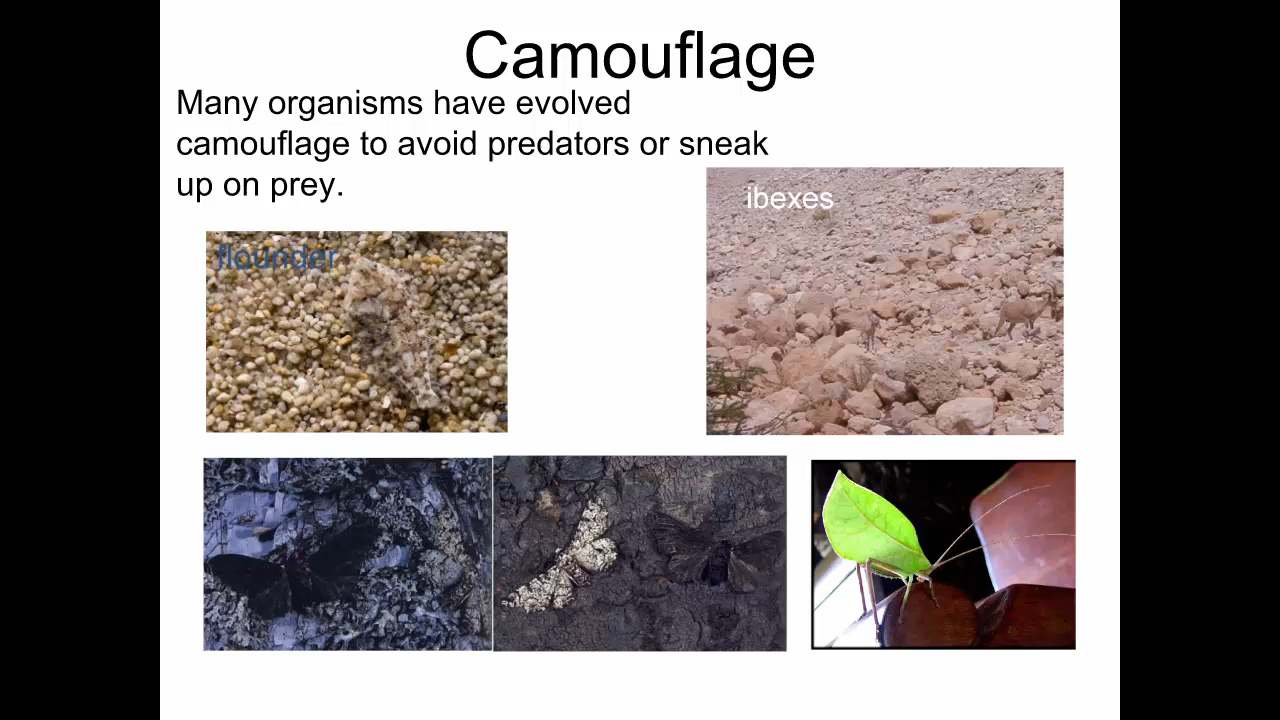 Camouflage
Many organisms have evolved
camouflage to avoid predators or sneak
up on prey.
ibexes
flounder